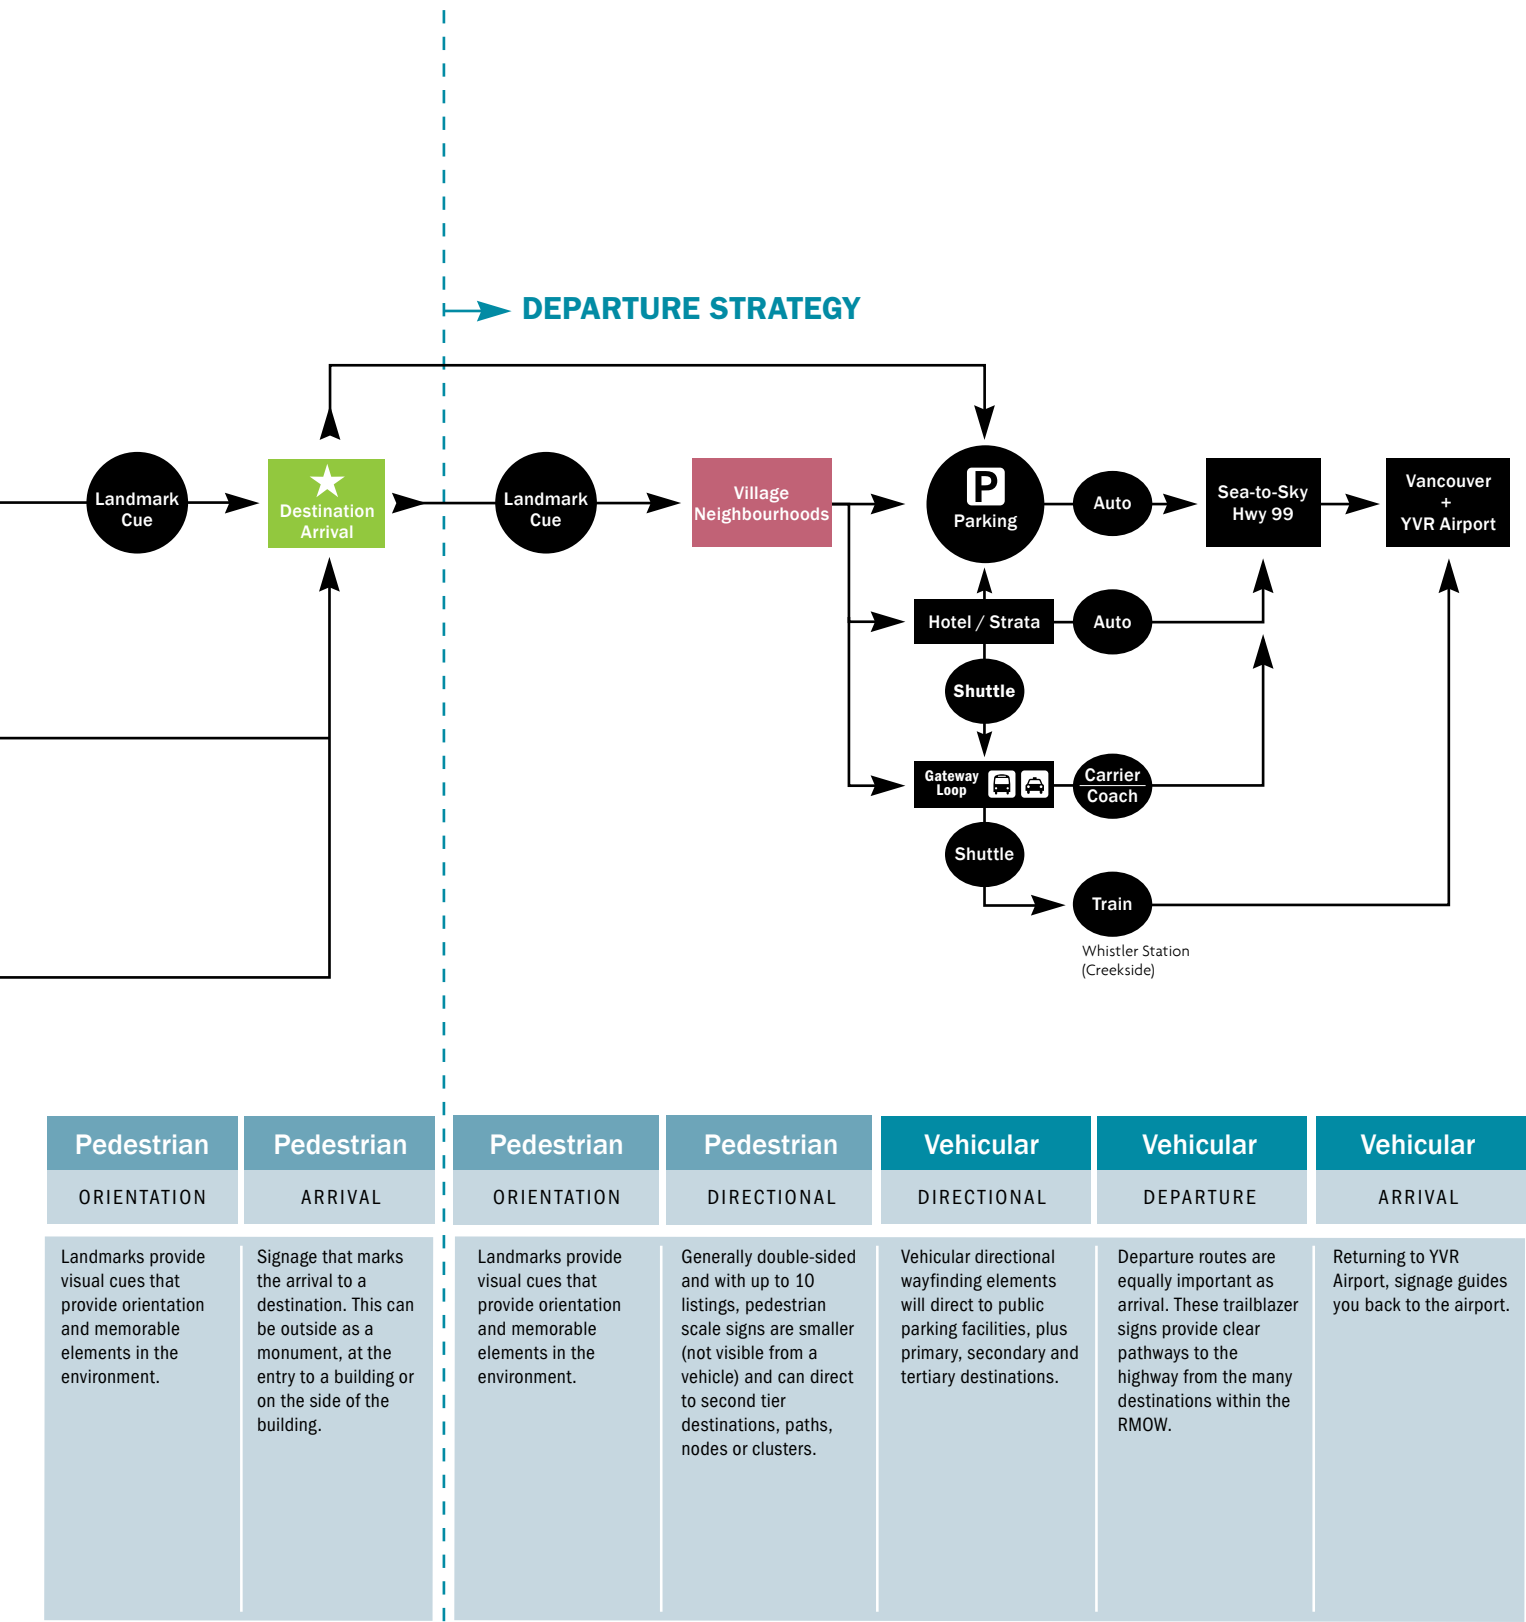 DEPARTURE STRATEGY
Landmark
Cue
Destination
Arrival
Landmark
Cue
Village
Neighbourhoods
P
Parking
Auto
Sea-to-Sky
Hwy 99
Vancouver
+
YVR Airport
Hotel / Strata
Auto
Shuttle
Gateway
Loop
Carrier
Coach
Shuttle
Train
Whistler Station
(Creekside)
Pedestrian
ORIENTATION
Landmarks provide
visual cues that
provide orientation
and memorable
elements in the
environment.
Pedestrian
ARRIVAL
Signage that marks
the arrival to a
destination. This can
be outside as a
monument, at the
entry to a building or
on the side of the
building.
Pedestrian
ORIENTATION
Landmarks provide
visual cues that
provide orientation
and memorable
elements in the
environment.
Pedestrian
DIRECTIONAL
Generally double-sided
and with up to 10
listings, pedestrian
scale signs are smaller
(not visible from a
vehicle) and can direct
to second tier
destinations, paths,
nodes or clusters.
Vehicular
DIRECTIONAL
Vehicular directional
wayfinding elements
will direct to public
parking facilities, plus
primary, secondary and
tertiary destinations.
Vehicular
DEPARTURE
Departure routes are
equally important as
arrival. These trailblazer
signs provide clear
pathways to the
highway from the many
destinations within the
RMOW.
Vehicular
ARRIVAL
Returning to YVR
Airport, signage guides
you back to the airport.